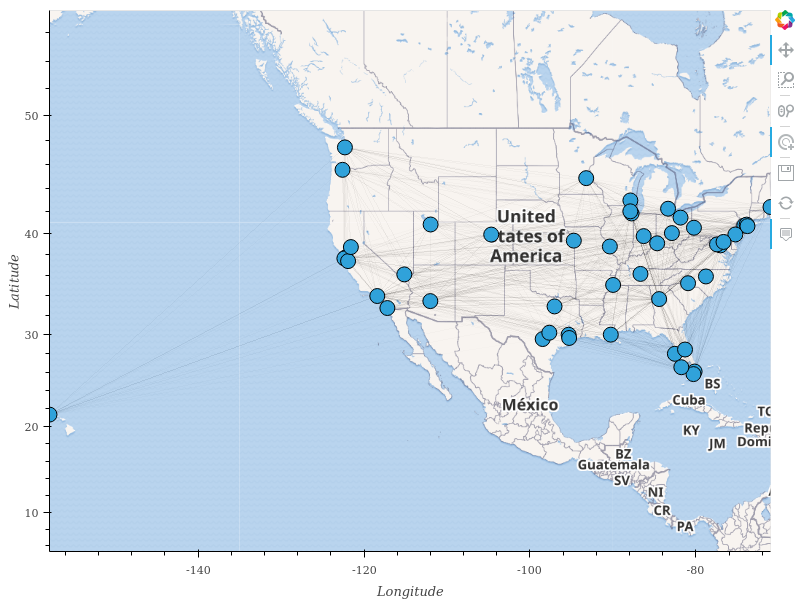 50
40
30
20
10
Latitude
United
tates of
America
México
BS
Cuba
TC
KY
Rep
JM
Domi
BZ
Guatemala
SV
NI
CR
PA
-140
-120
-100
-80
Longitude